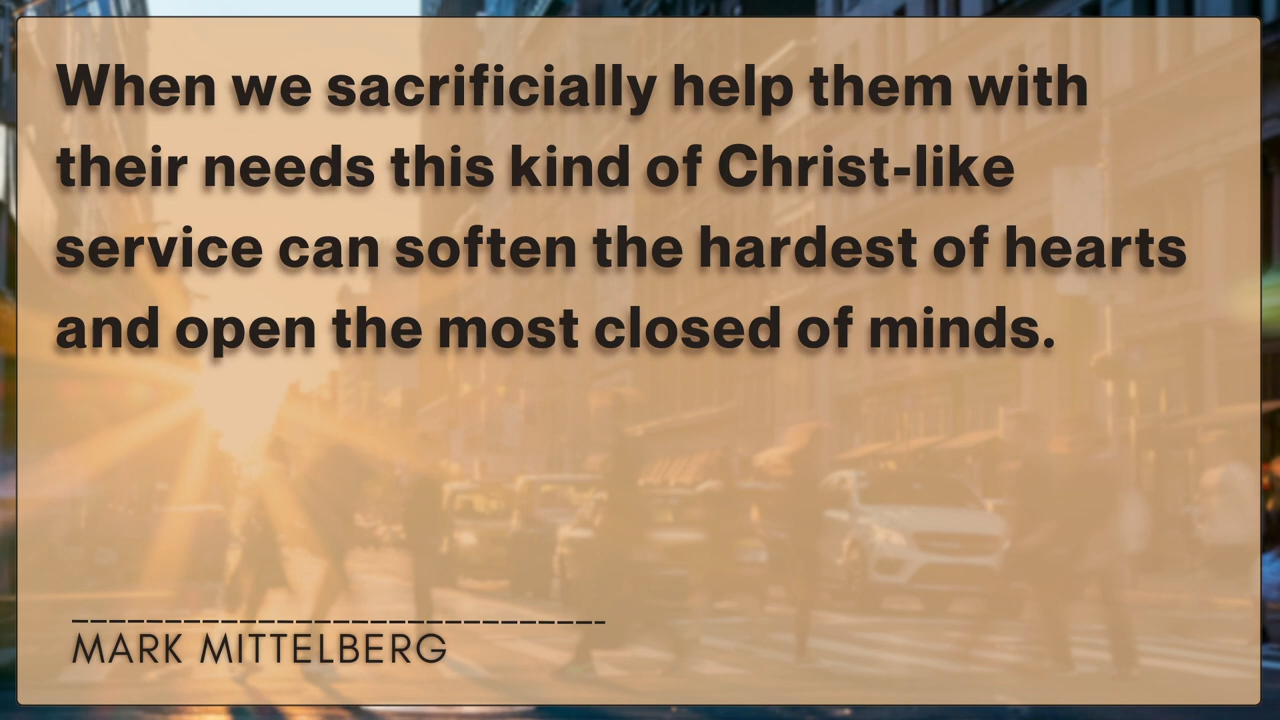 When we sacrificially help them with
their needs this kind of Christ-like
service can soften the hardest of hearts
and open the most closed of minds.
MARK MITTELBERG